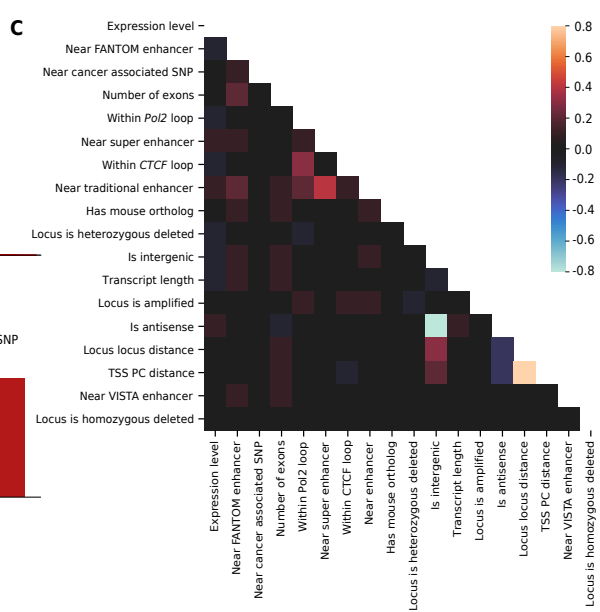 C
Expression level
Near FANTOM enhancer
Near cancer associated SNP
Number of exons
Within Pol2 loop
Near super enhancer
Within CTCF loop
Near traditional enhancer
Has mouse ortholog
Locus is heterozygous deleted
Is intergenic
Transcript length
Locus is amplified
Is antisense
Locus locus distance
TSS PC distance
Near VISTA enhancer
Locus is homozygous deleted
Expression level
Near FANTOM enhancer
Near cancer associated SNP
Number of exons
Within Pol2 loop
Near super enhancer
Within CTCF loop
Near enhancer
Has mouse ortholog
Locus is heterozygous deleted
Is intergenic
Transcript length
Locus is amplified
Is antisense
Locus locus distance
TSS PC distance
Near VISTA enhancer
Locus is homozygous deleted
0.8
0.6
0.4
0.2
0.0
-0.2
-0.4
-0.6
-0.8
SNP